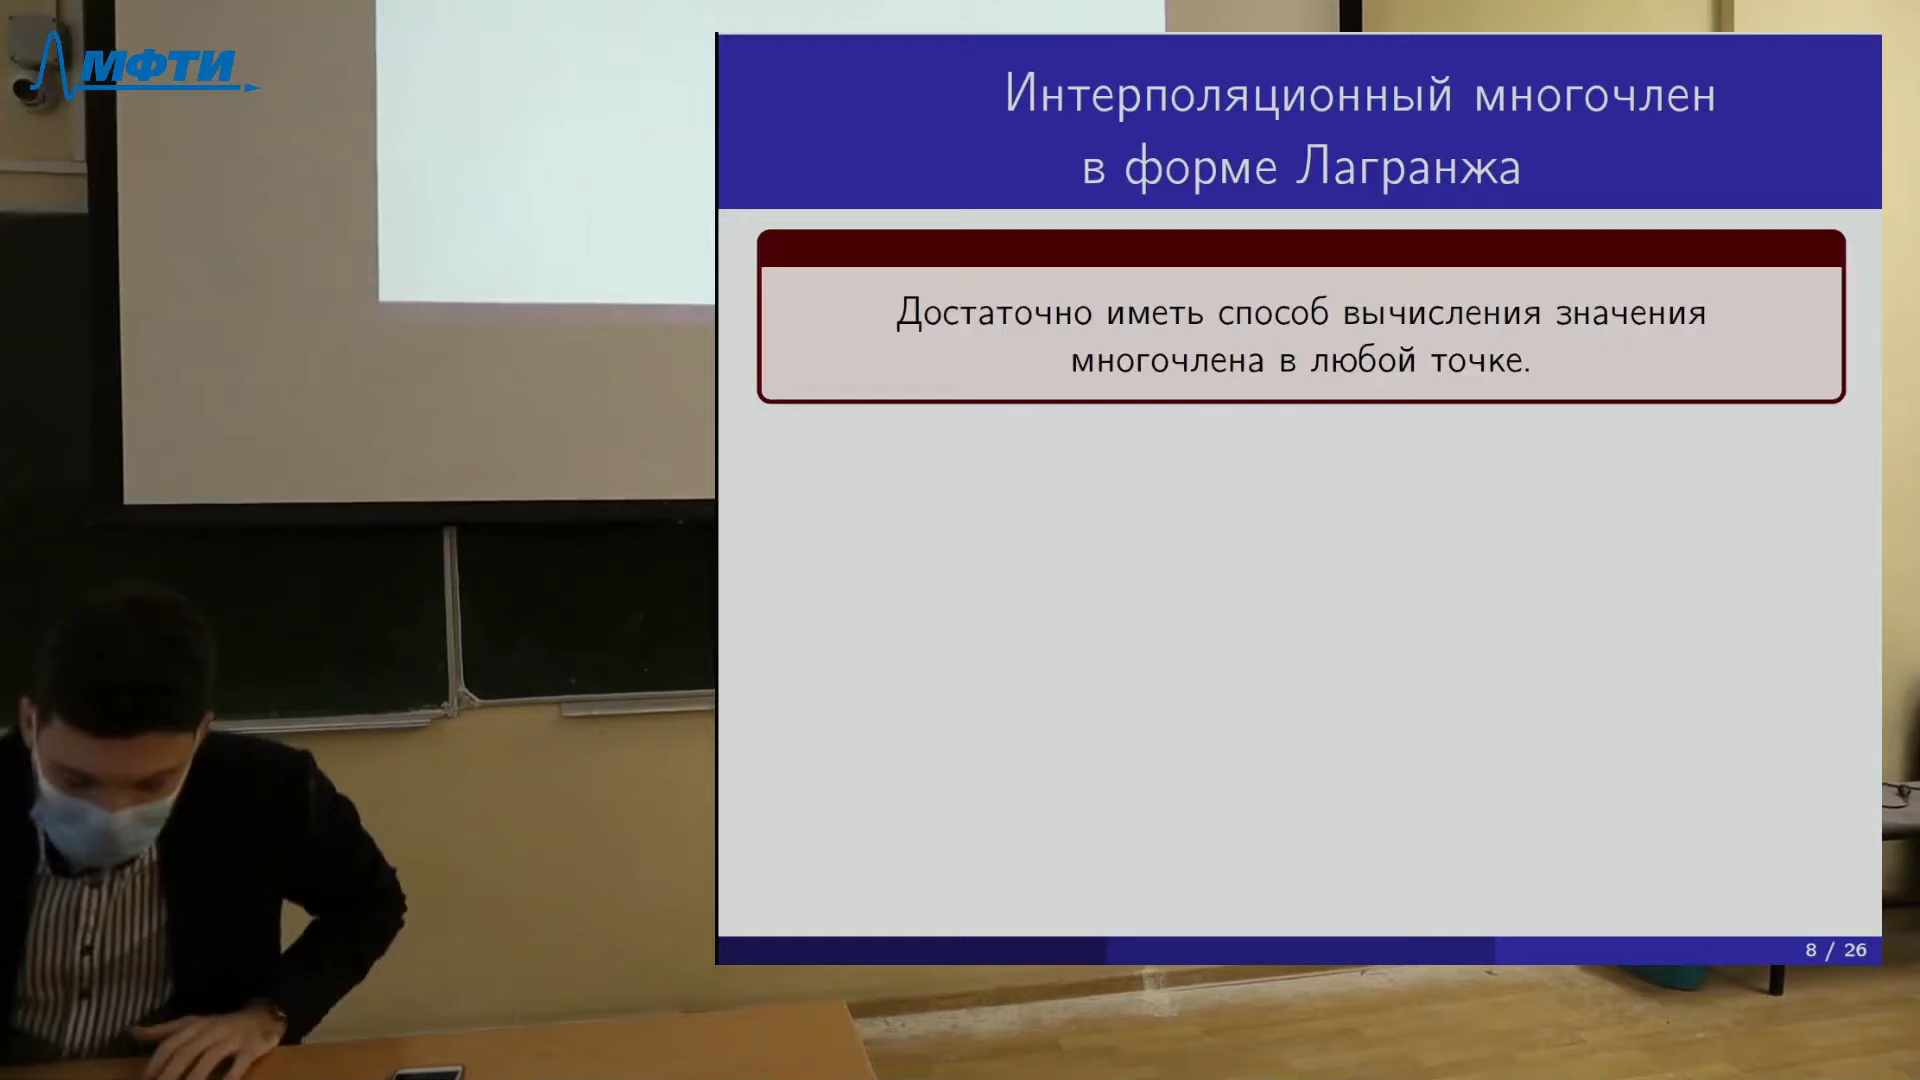 МФТИ
Интерполяционный многочлен
в форме Лагранжа
Достаточно иметь способ вычисления значения
многочлена в любой точке.
8 / 26